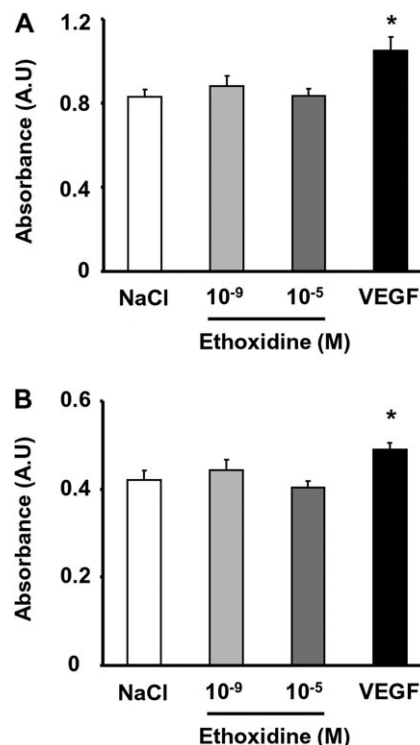 A
1.2
*
Absorbance (A.U)
0.8
0.4
0
NaCl 10⁻⁹ 10⁻⁵ VEGF
Ethoxidine (M)
B
0.6
*
Absorbance (A.U)
0.4
0.2
0
NaCl 10⁻⁹ 10⁻⁵ VEGF
Ethoxidine (M)